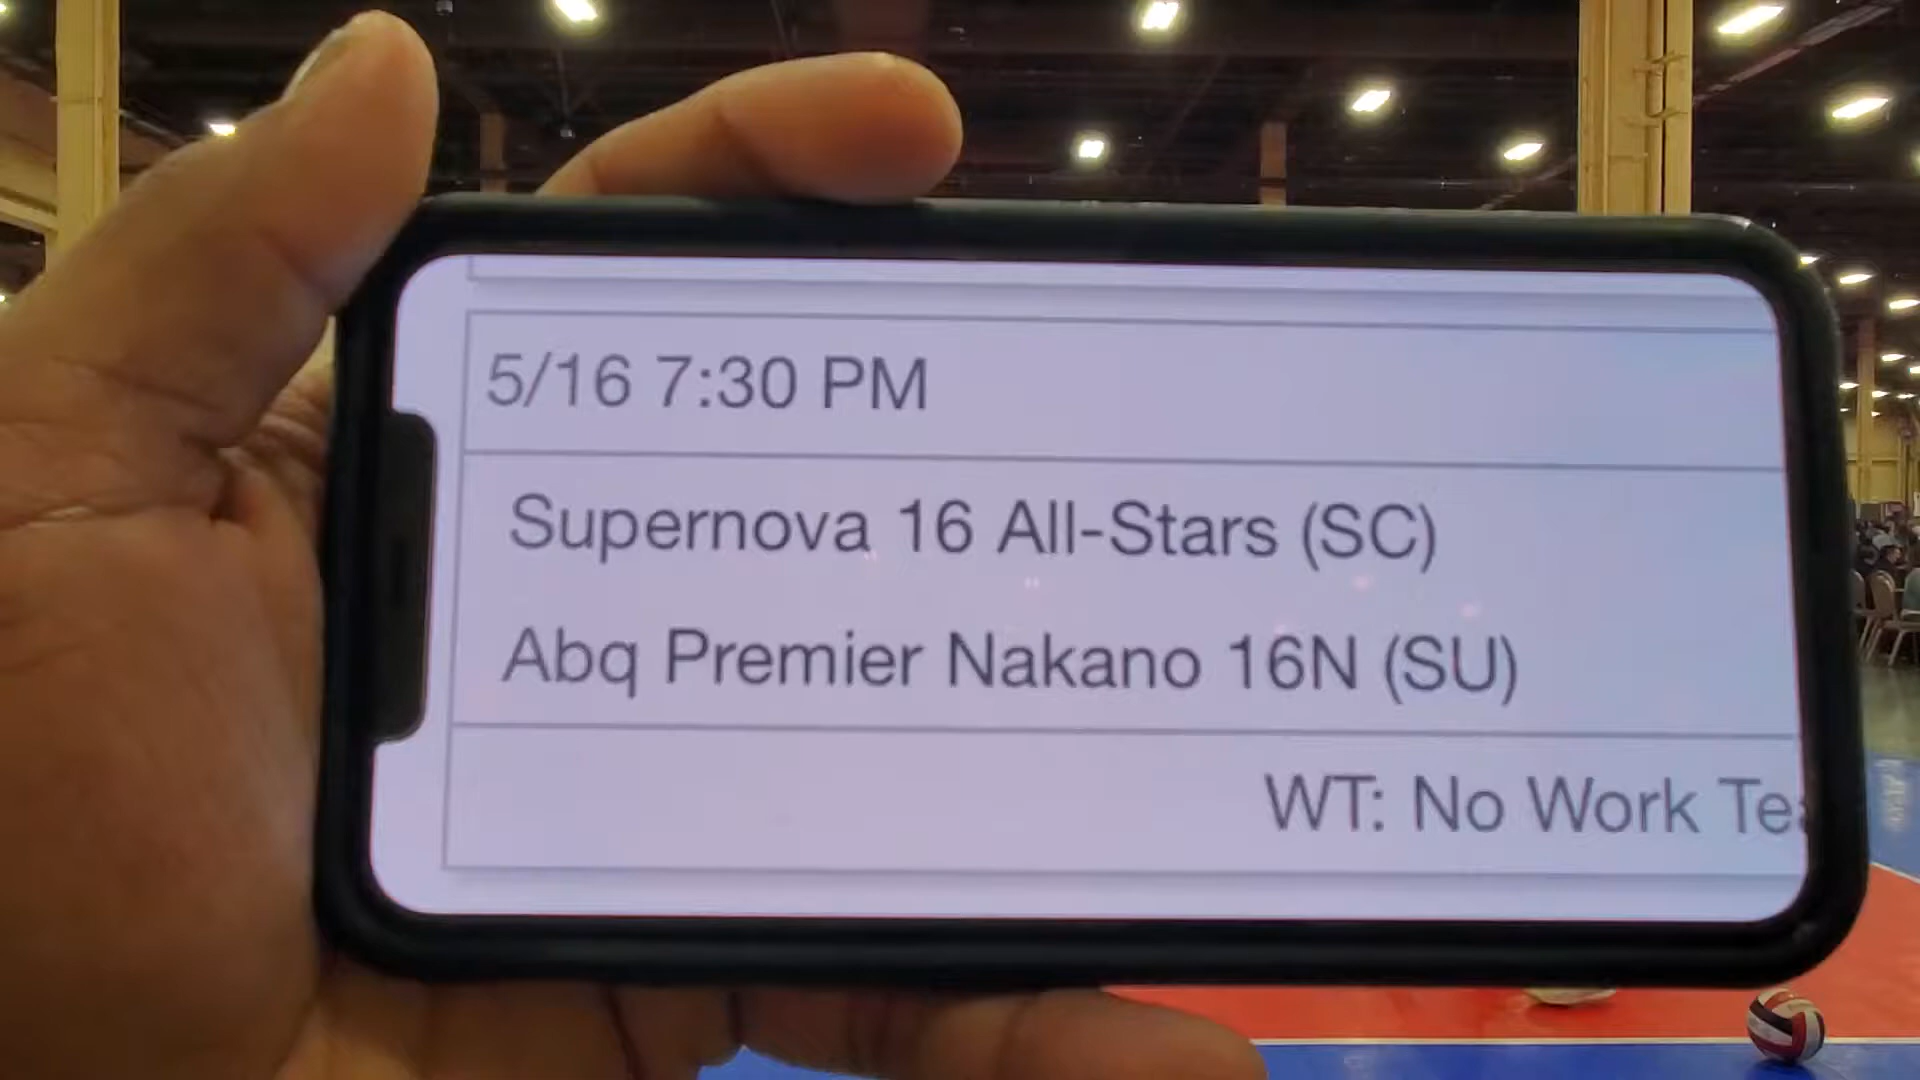 5/16 7:30 PM
Supernova 16 All-Stars (SC)
Abq Premier Nakano 16N (SU)
WT: No Work